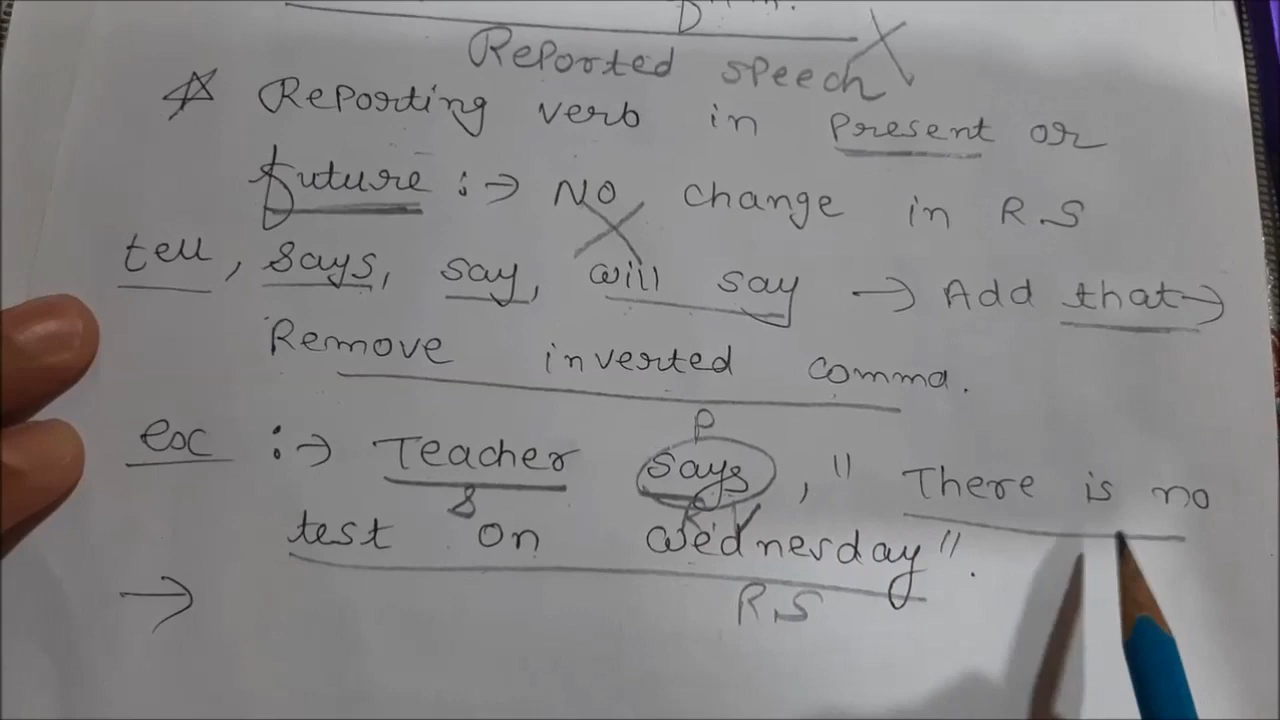 Reported speech
☆ Reporting verb in Present or
future :→ No change in R S
tell, says, say, will say → Add that →
Remove inverted comma.
P
ex :→ Teacher says, " There is no
S RV
test on Wednesday".
→ R.S